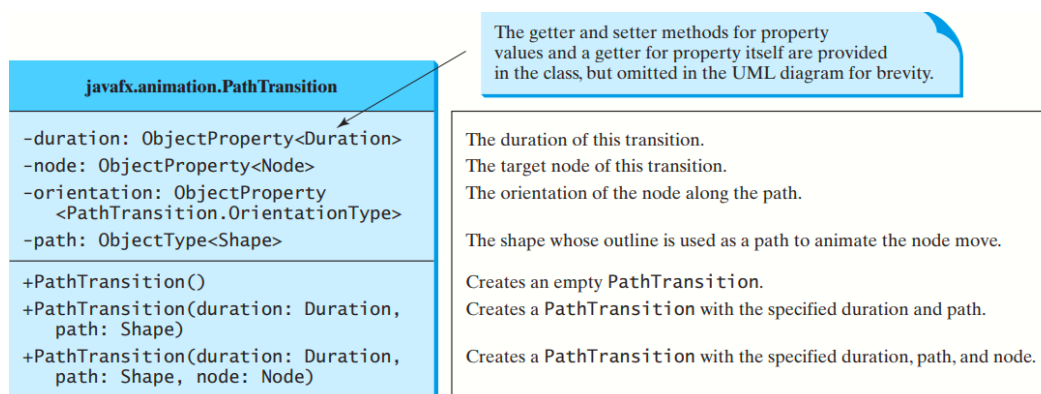 The getter and setter methods for property
values and a getter for property itself are provided
in the class, but omitted in the UML diagram for brevity.
javafx.animation.PathTransition
-duration: ObjectProperty<Duration>
-node: ObjectProperty<Node>
-orientation: ObjectProperty
<PathTransition.OrientationType>
-path: ObjectType<Shape>
The duration of this transition.
The target node of this transition.
The orientation of the node along the path.
The shape whose outline is used as a path to animate the node move.
+PathTransition()
+PathTransition(duration: Duration,
path: Shape)
+PathTransition(duration: Duration,
path: Shape, node: Node)
Creates an empty PathTransition.
Creates a PathTransition with the specified duration and path.
Creates a PathTransition with the specified duration, path, and node.